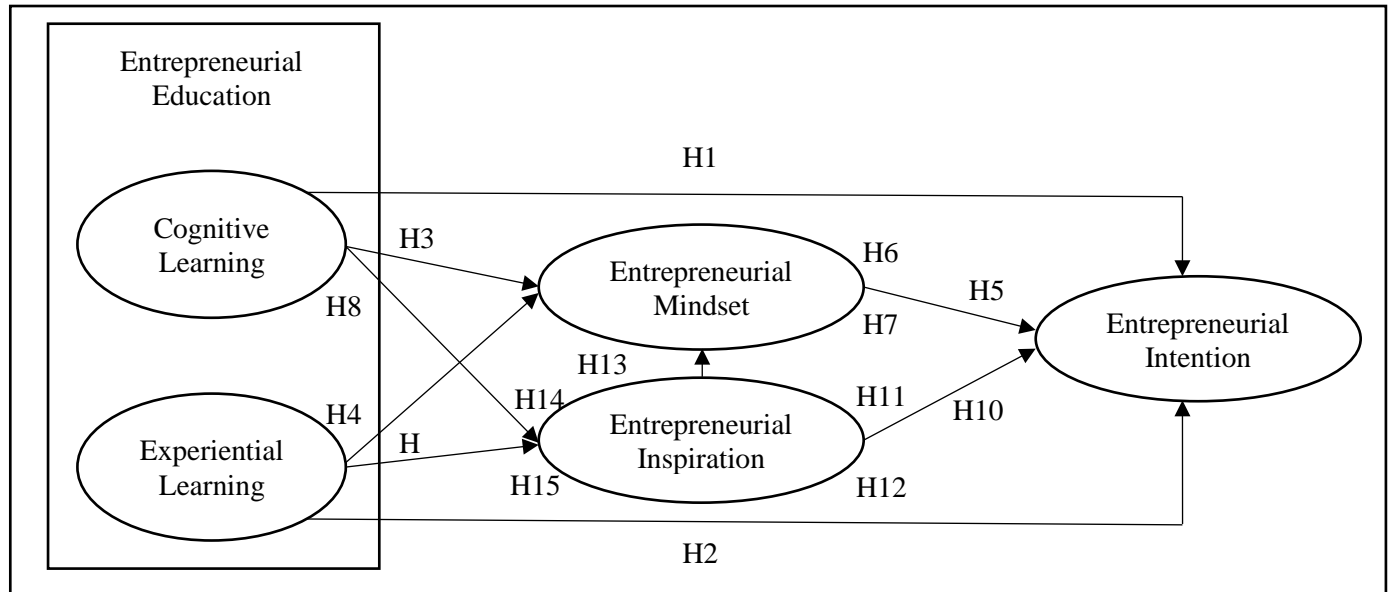 Entrepreneurial
Education
H1
Cognitive
Learning
H3
H8
Entrepreneurial
Mindset
H6
H5
H7
Entrepreneurial
Intention
H13
H14
H4
H
Experiential
Learning
H15
Entrepreneurial
Inspiration
H11
H10
H12
H2